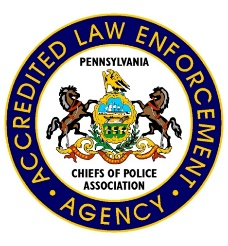 ACCREDITED LAW ENFORCEMENT
• AGENCY •
PENNSYLVANIA
CHIEFS OF POLICE
ASSOCIATION